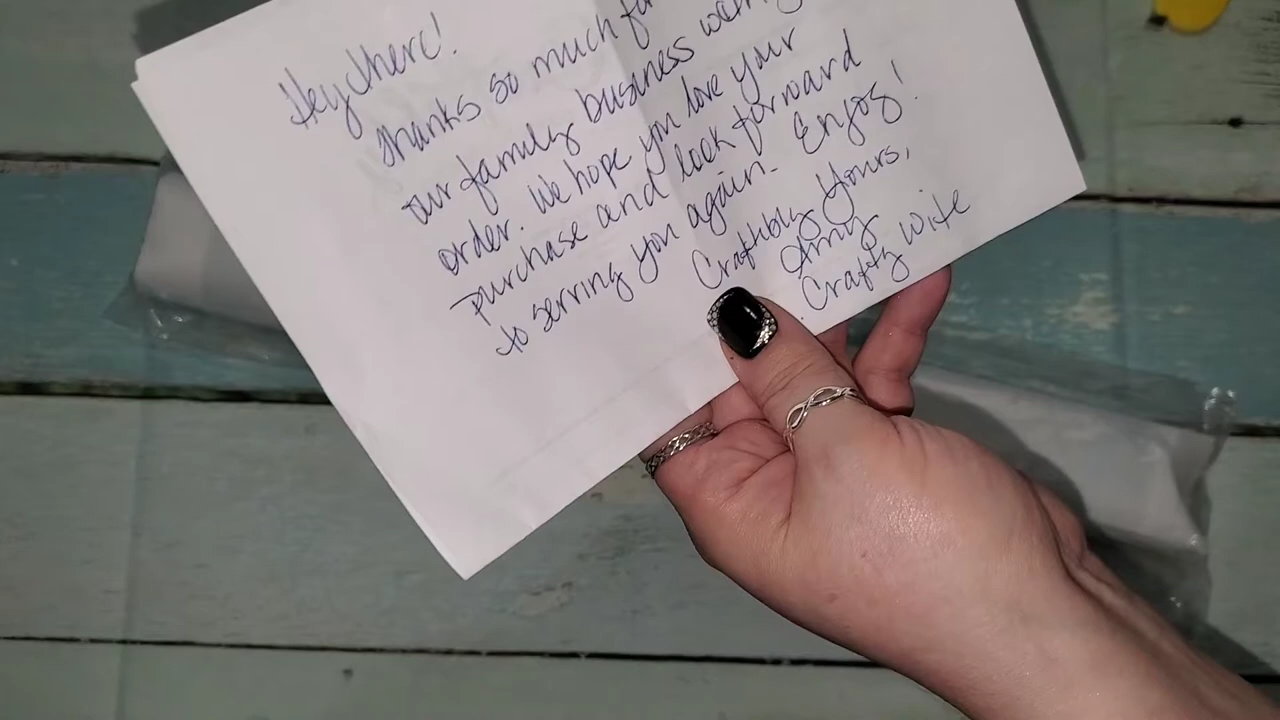 Hey there!
Thanks so much for
our family business with y
order. We hope you love your
purchase and look forward
to serving you again. Enjoy!
Craftily Yours,
Amy
Crafty Wife